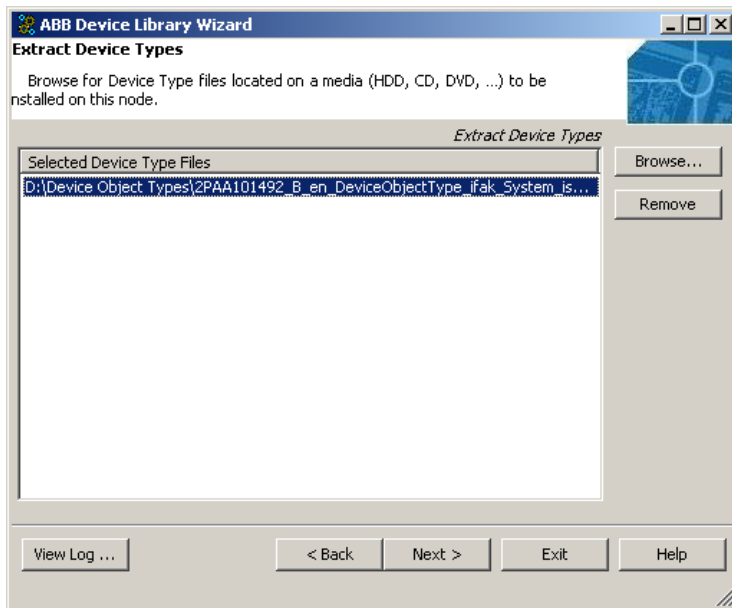 ABB Device Library Wizard
Extract Device Types
Browse for Device Type files located on a media (HDD, CD, DVD, ...) to be
nstalled on this node.
Extract Device Types
Selected Device Type Files
Browse...
D:\Device Object Types\2PAA101492_B_en_DeviceObjectType_ifak_System_is...
Remove
View Log ...
< Back
Next >
Exit
Help